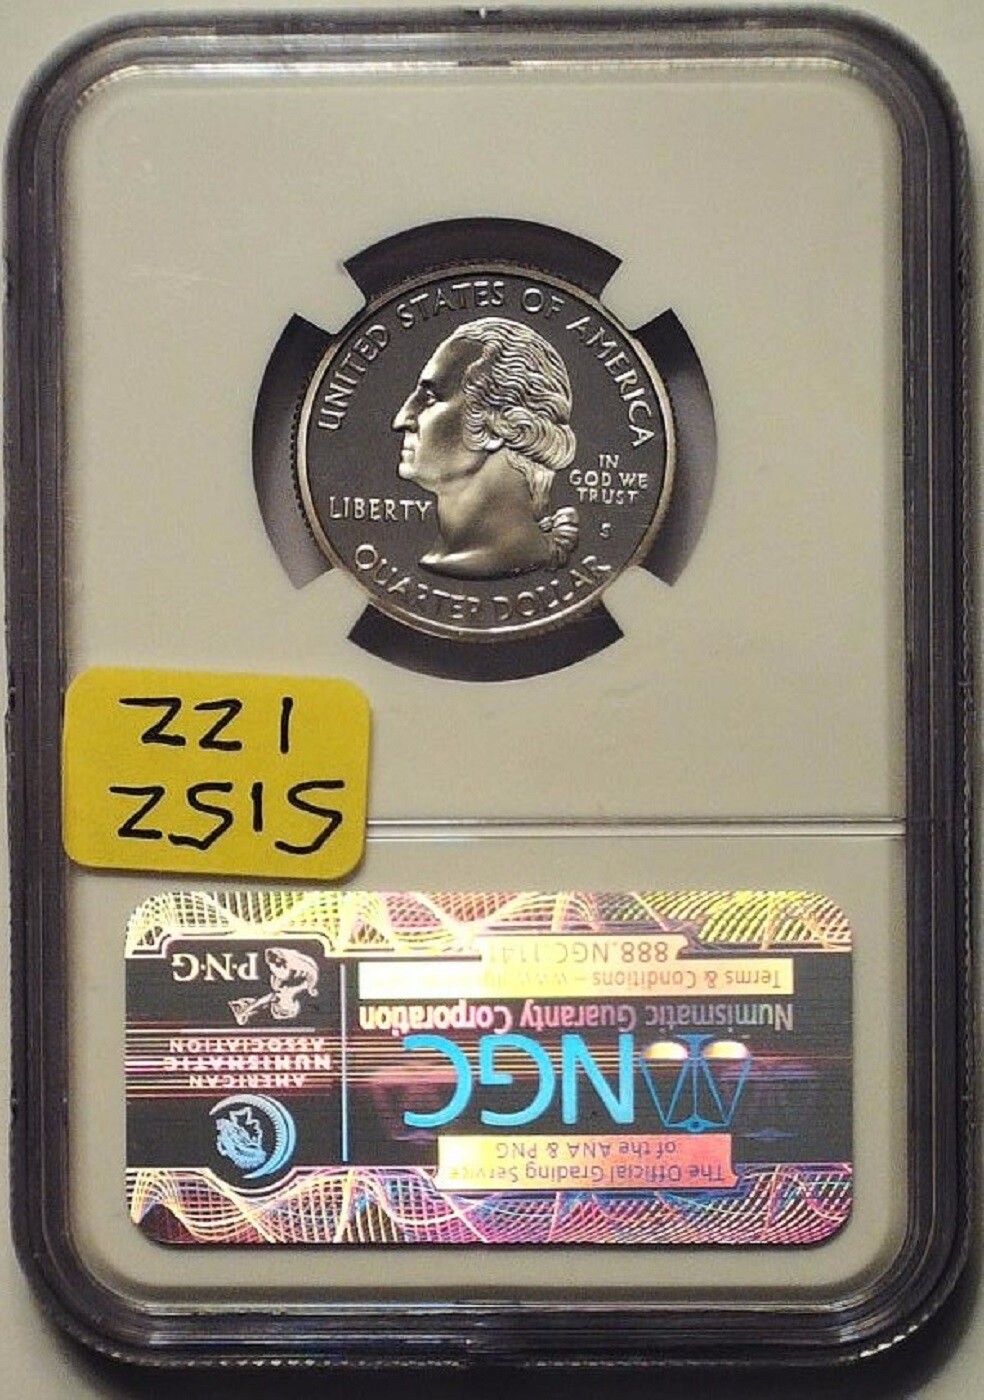 UNITED STATES OF AMERICA
LIBERTY
IN
GOD WE
TRUST
S
QUARTER DOLLAR
221
2515
The Official Grading Service
of the ANA & PNG
NGC
Numismatic Guaranty Corporation
Terms & Conditions – www.
888.NGC.1141
AMERICAN
NUMISMATIC
ASSOCIATION
P·N·G